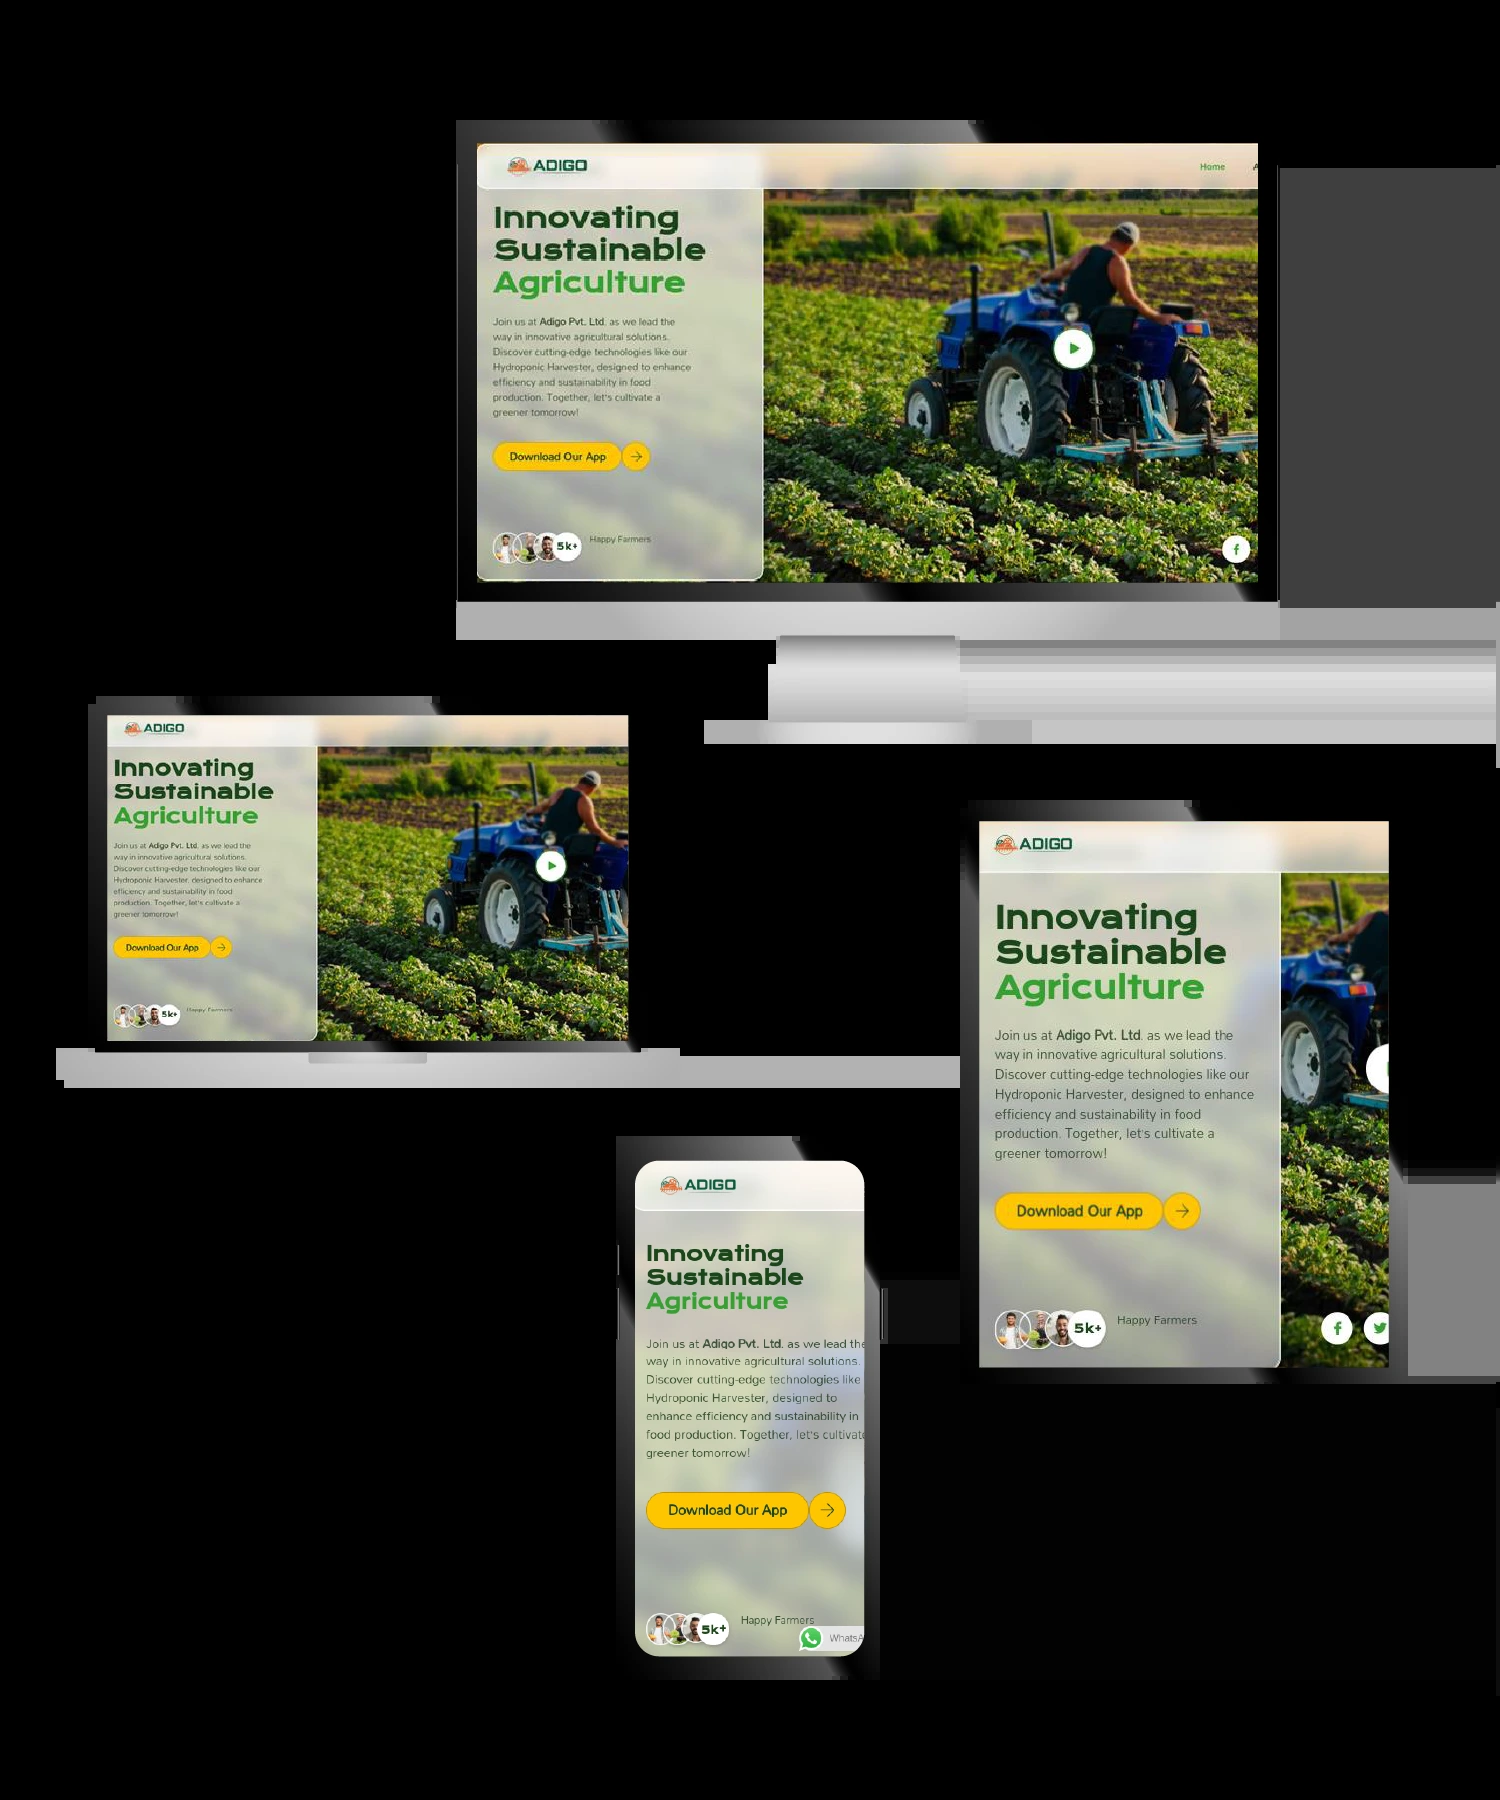 ADIGO
Home
Innovating
Sustainable
Agriculture
Join us at Adigo Pvt. Ltd. as we lead the
way in innovative agricultural solutions.
Discover cutting-edge technologies like our
Hydroponic Harvester, designed to enhance
efficiency and sustainability in food
production. Together, let's cultivate a
greener tomorrow!
Download Our App
5k+
Happy Farmers
ADIGO
Innovating
Sustainable
Agriculture
Join us at Adigo Pvt. Ltd. as we lead the
way in innovative agricultural solutions.
Discover cutting-edge technologies like our
Hydroponic Harvester, designed to enhance
efficiency and sustainability in food
production. Together, let's cultivate a
greener tomorrow!
Download Our App
5k+
Happy Farmers
ADIGO
Innovating
Sustainable
Agriculture
Join us at Adigo Pvt. Ltd. as we lead the
way in innovative agricultural solutions.
Discover cutting-edge technologies like our
Hydroponic Harvester, designed to enhance
efficiency and sustainability in food
production. Together, let's cultivate a
greener tomorrow!
Download Our App
5k+
Happy Farmers
ADIGO
Innovating
Sustainable
Agriculture
Join us at Adigo Pvt. Ltd. as we lead the
way in innovative agricultural solutions.
Discover cutting-edge technologies like
Hydroponic Harvester, designed to
enhance efficiency and sustainability in
food production. Together, let's cultivate
greener tomorrow!
Download Our App
5k+
Happy Farmers
WhatsA